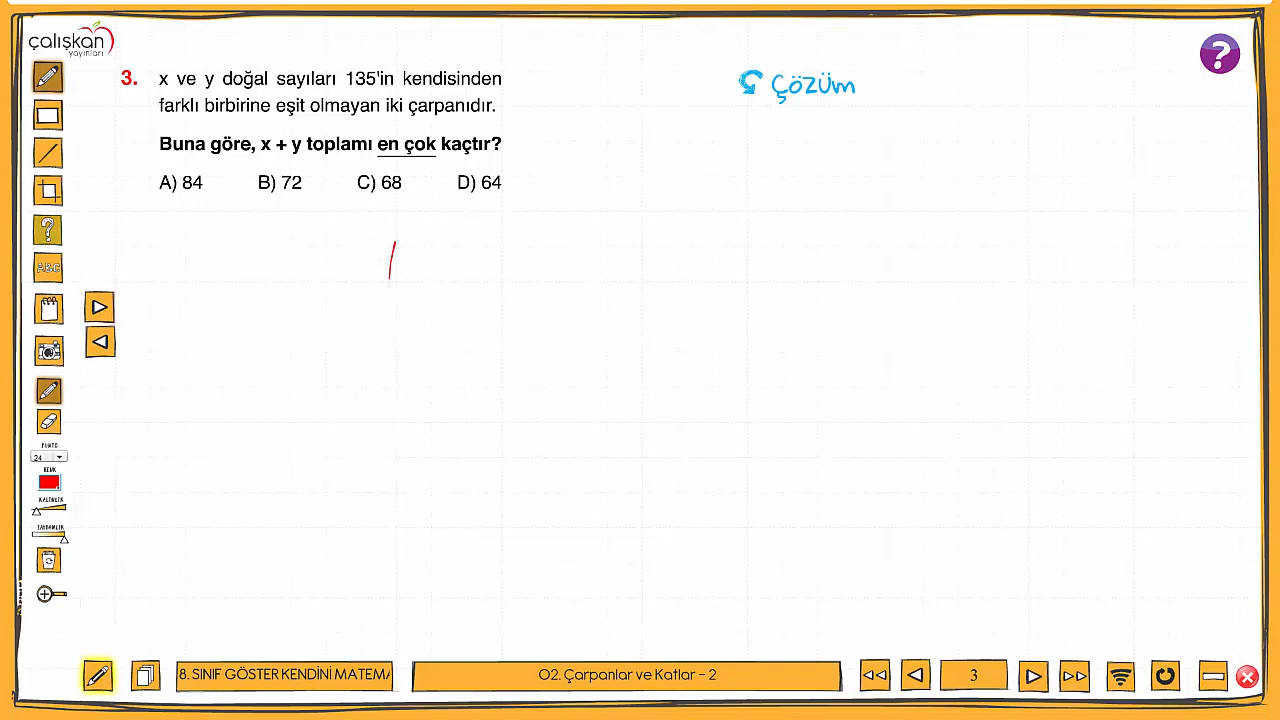 çalışkan
yayınları
3. x ve y doğal sayıları 135'in kendisinden
farklı birbirine eşit olmayan iki çarpanıdır.
Buna göre, x + y toplamı en çok kaçtır?
A) 84 B) 72 C) 68 D) 64
Çözüm
?
?
ABC
PUNTO
24
RENK
KALINLIK
SAYDAMLIK
8. SINIF GÖSTER KENDİNİ MATEMA
02. Çarpanlar ve Katlar - 2
3